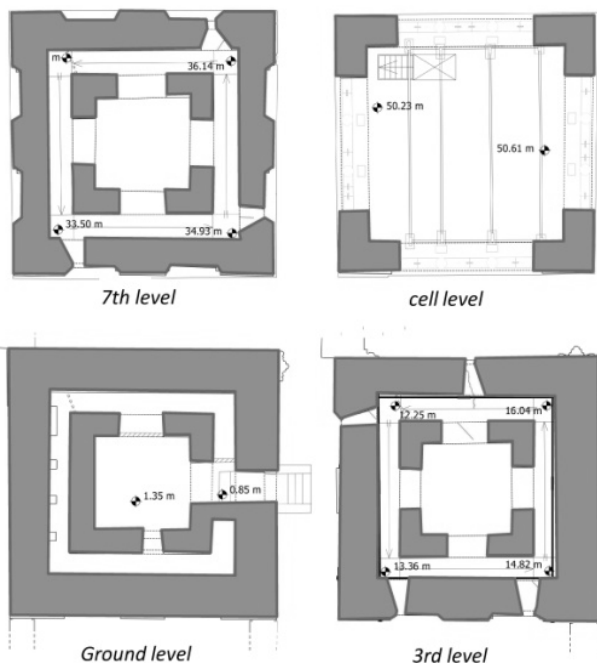 m
36.14 m
33.50 m
34.93 m
7th level
50.23 m
50.61 m
cell level
1.35 m
0.85 m
Ground level
12.25 m
16.04 m
13.36 m
14.82 m
3rd level